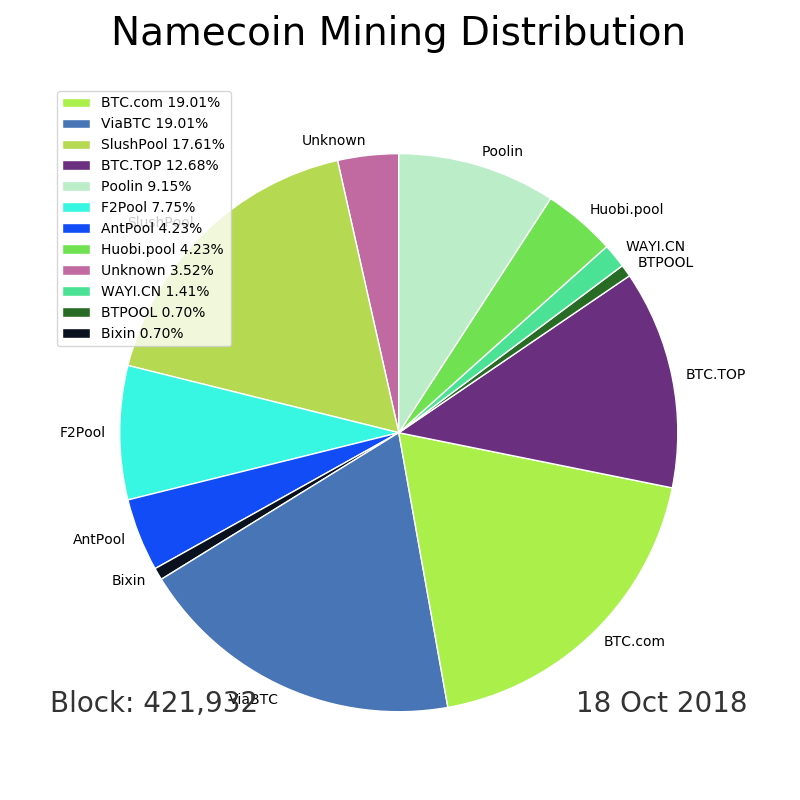 Namecoin Mining Distribution
BTC.com 19.01%
ViaBTC 19.01%
SlushPool 17.61%
BTC.TOP 12.68%
Poolin 9.15%
F2Pool 7.75%
AntPool 4.23%
Huobi.pool 4.23%
Unknown 3.52%
WAYI.CN 1.41%
BTPOOL 0.70%
Bixin 0.70%
Unknown
Poolin
Huobi.pool
WAYI.CN
BTPOOL
SlushPool
BTC.TOP
F2Pool
AntPool
Bixin
BTC.com
ViaBTC
Block: 421,932
18 Oct 2018